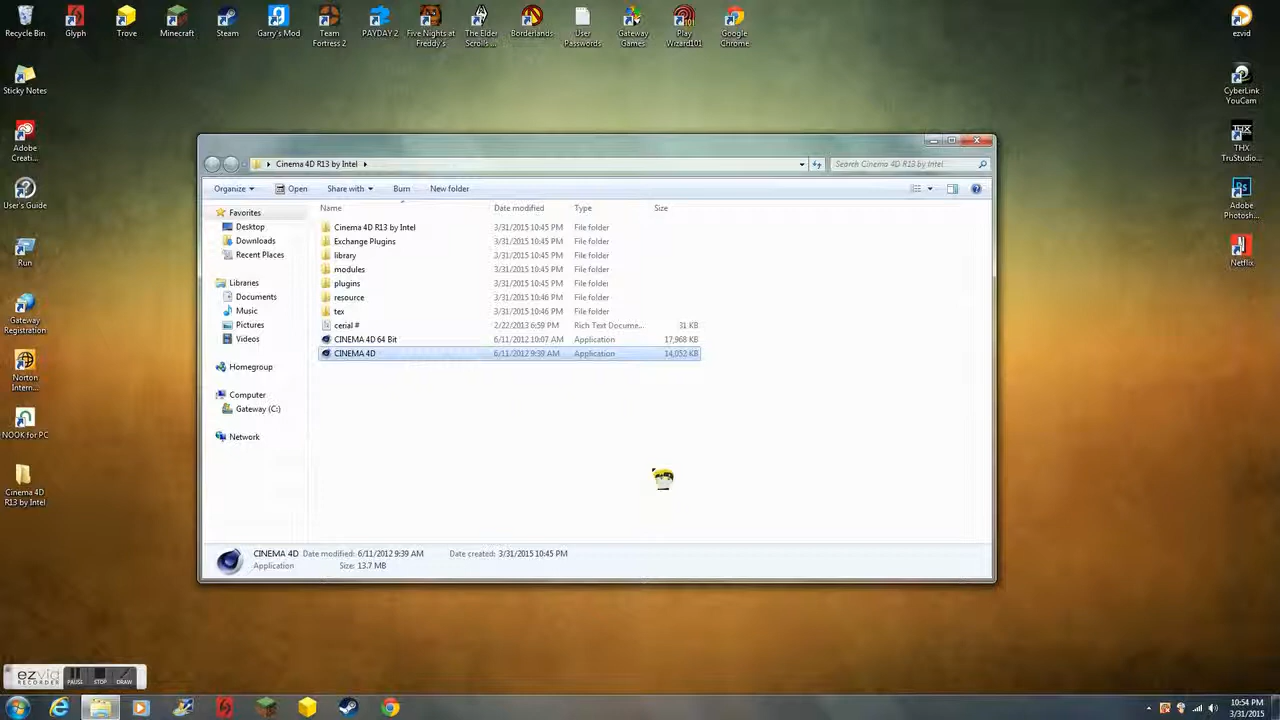 Recycle Bin
Glyph
Trove
Minecraft
Steam
Garry's Mod
Team
Fortress 2
PAYDAY 2
Five Nights at
Freddy's
The Elder
Scrolls...
Borderlands
User
Passwords
Gateway
Games
Play
Wizard101
Google
Chrome
ezvid
Sticky Notes
Adobe
Creati...
User's Guide
Run
Gateway
Registration
Norton
Intern...
NOOK for PC
Cinema 4D
R13 by Intel
CyberLink
YouCam
THX
THX
TruStudio...
Ps
Adobe
Photosh...
Netflix
Cinema 4D R13 by Intel
Search Cinema 4D R13 by Intel
Organize Open Share with Burn New folder
Favorites
Desktop
Downloads
Recent Places
Libraries
Documents
Music
Pictures
Videos
Homegroup
Computer
Gateway (C:)
Network
Name Date modified Type Size
Cinema 4D R13 by Intel 3/31/2015 10:45 PM File folder
Exchange Plugins 3/31/2015 10:45 PM File folder
library 3/31/2015 10:45 PM File folder
modules 3/31/2015 10:45 PM File folder
plugins 3/31/2015 10:45 PM File folder
resource 3/31/2015 10:46 PM File folder
tex 3/31/2015 10:46 PM File folder
cerial # 2/22/2013 6:59 PM Rich Text Docume... 31 KB
CINEMA 4D 64 Bit 6/11/2012 10:07 AM Application 17,968 KB
CINEMA 4D 6/11/2012 9:39 AM Application 14,052 KB
CINEMA 4D Date modified: 6/11/2012 9:39 AM Date created: 3/31/2015 10:45 PM
Application Size: 13.7 MB
ezvid
RECORDER
PAUSE STOP DRAW
10:54 PM
3/31/2015